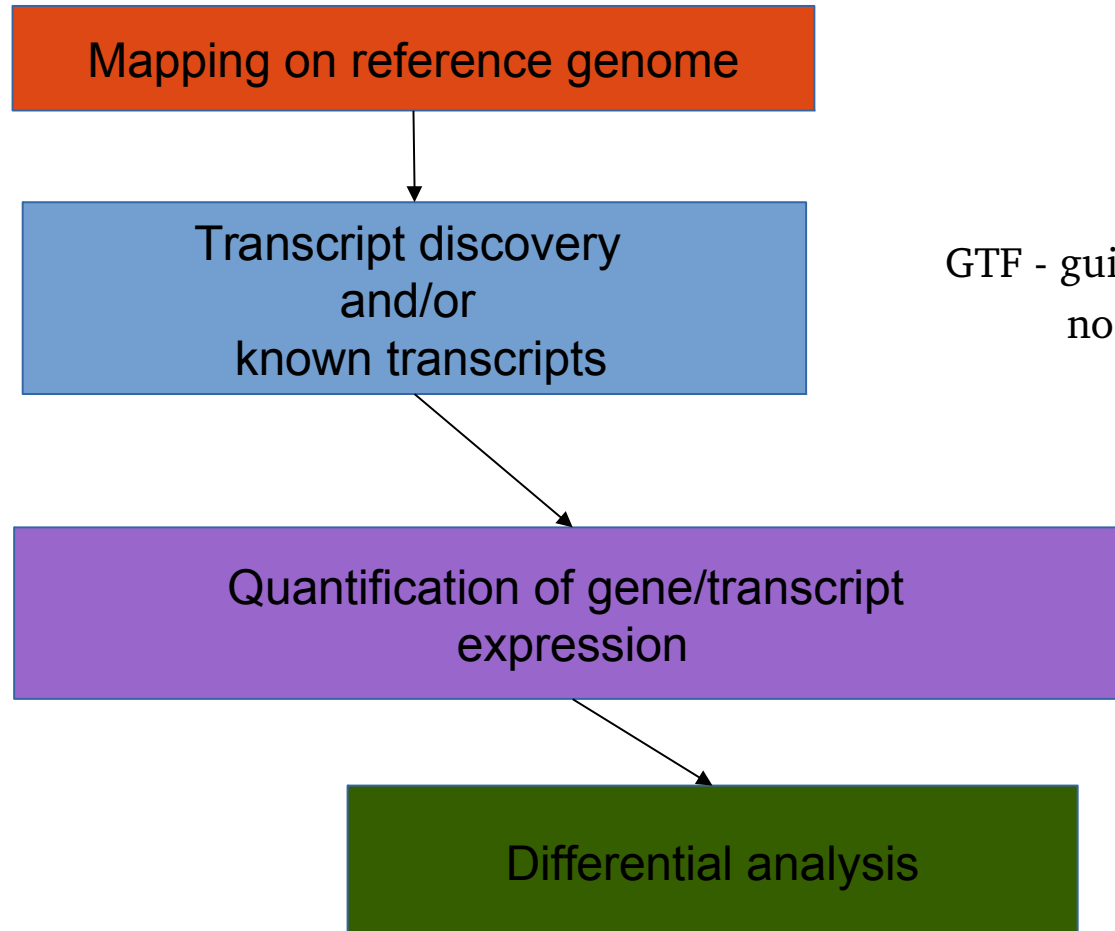 Mapping on reference genome
Transcript discovery
and/or
known transcripts
GTF - gui
no
Quantification of gene/transcript
expression
Differential analysis